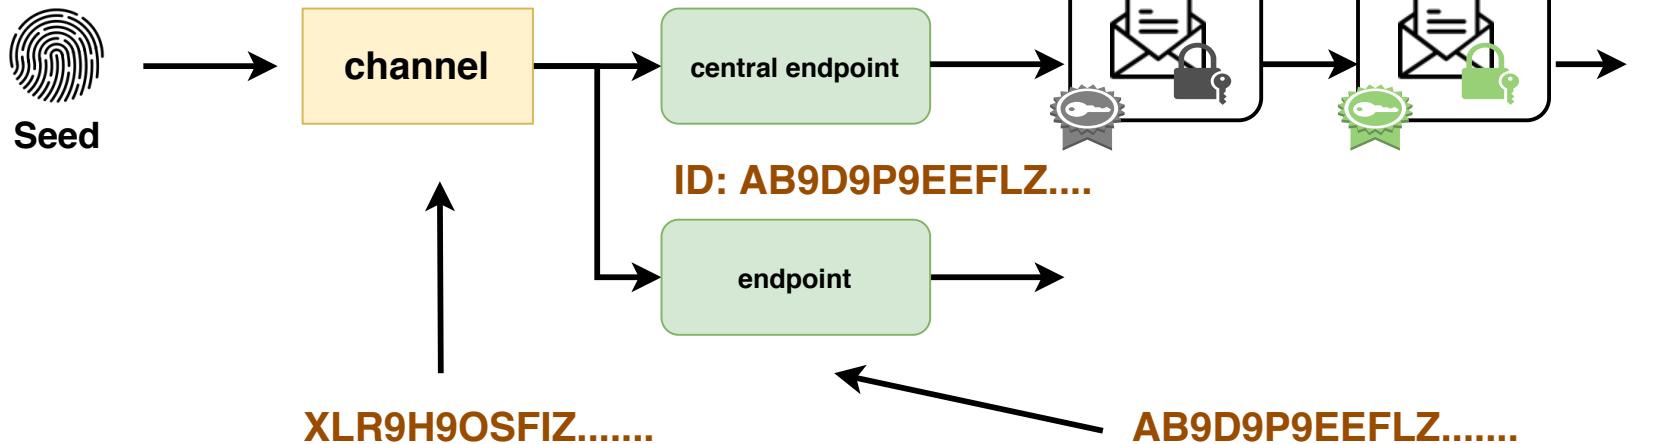 channel
central endpoint
Seed
ID: AB9D9P9EEFLZ....
endpoint
XLR9H9OSFIZ.......
AB9D9P9EEFLZ.......